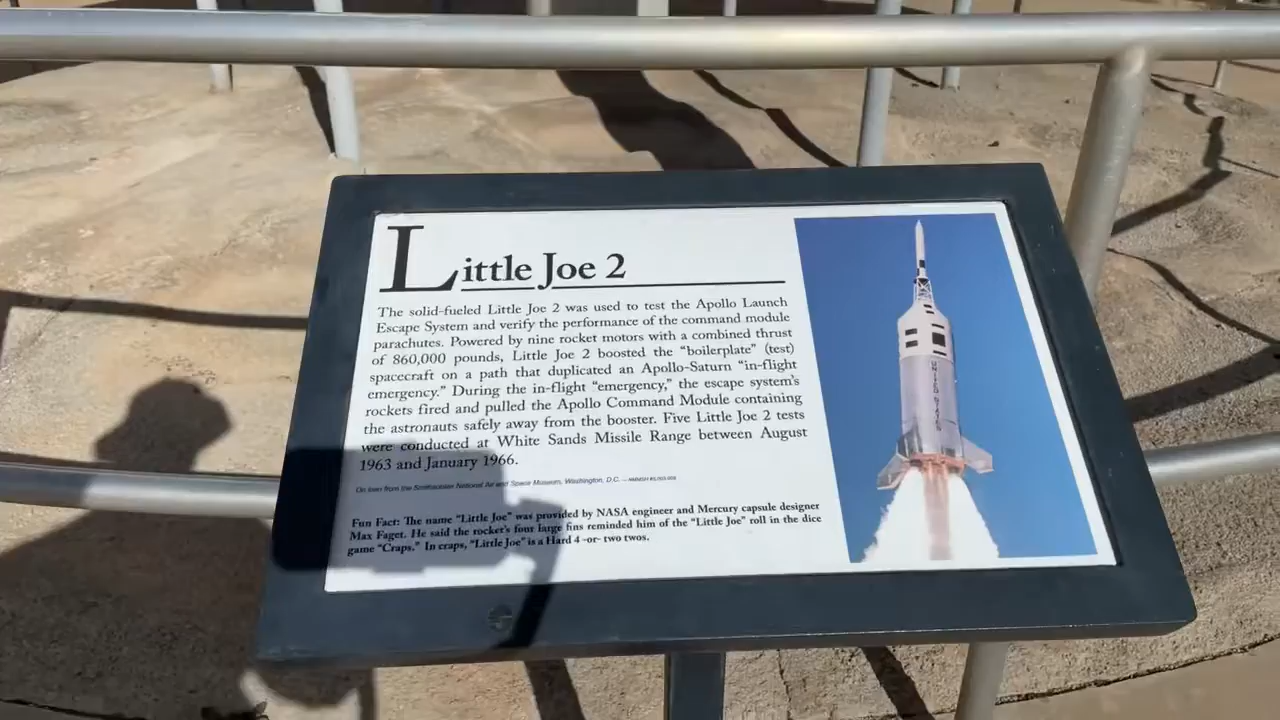 Little Joe 2
The solid-fueled Little Joe 2 was used to test the Apollo Launch
Escape System and verify the performance of the command module
parachutes. Powered by nine rocket motors with a combined thrust
of 860,000 pounds, Little Joe 2 boosted the “boilerplate” (test)
spacecraft on a path that duplicated an Apollo-Saturn “in-flight
emergency.” During the in-flight “emergency,” the escape system’s
rockets fired and pulled the Apollo Command Module containing
the astronauts safely away from the booster. Five Little Joe 2 tests
were conducted at White Sands Missile Range between August
1963 and January 1966.
On loan from the Smithsonian National Air and Space Museum, Washington, D.C. —
Fun Fact: The name “Little Joe” was provided by NASA engineer and Mercury capsule designer
Max Faget. He said the rocket’s four large fins reminded him of the “Little Joe” roll in the dice
game “Craps.” In craps, “Little Joe” is a Hard 4 -or- two twos.
UNITED STATES